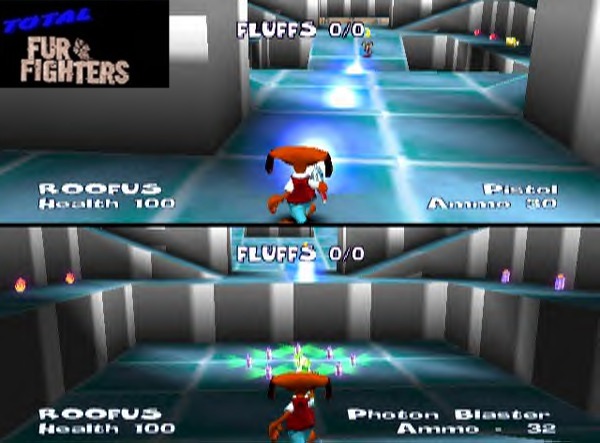 TOTAL
FUR
FIGHTERS
FLUFFS 0/0
ROOFUS
Health 100
Pistol
Ammo 30
FLUFFS 0/0
ROOFUS
Health 100
Photon Blaster
Ammo - 32